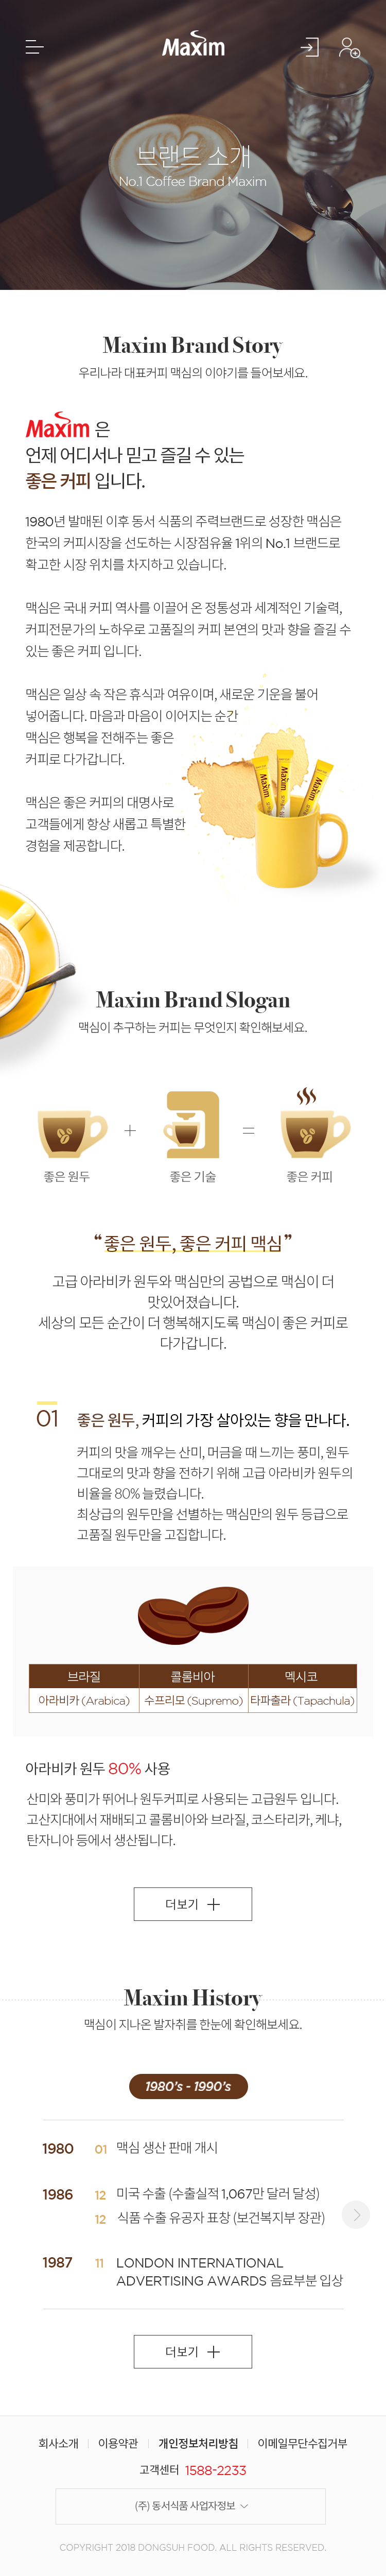 Maxim
브랜드 소개
No.1 Coffee Brand Maxim
Maxim Brand Story
우리나라 대표커피 맥심의 이야기를 들어보세요.
Maxim 은
언제 어디서나 믿고 즐길 수 있는
좋은 커피 입니다.
1980년 발매된 이후 동서 식품의 주력브랜드로 성장한 맥심은
한국의 커피시장을 선도하는 시장점유율 1위의 No.1 브랜드로
확고한 시장 위치를 차지하고 있습니다.
맥심은 국내 커피 역사를 이끌어 온 정통성과 세계적인 기술력,
커피전문가의 노하우로 고품질의 커피 본연의 맛과 향을 즐길 수
있는 좋은 커피 입니다.
맥심은 일상 속 작은 휴식과 여유이며, 새로운 기운을 불어
넣어줍니다. 마음과 마음이 이어지는 순간
맥심은 행복을 전해주는 좋은
커피로 다가갑니다.
맥심은 좋은 커피의 대명사로
고객들에게 항상 새롭고 특별한
경험을 제공합니다.
Maxim Maxim Maxim
Maxim Brand Slogan
맥심이 추구하는 커피는 무엇인지 확인해보세요.
+ =
좋은 원두 좋은 기술 좋은 커피
“좋은 원두, 좋은 커피 맥심”
고급 아라비카 원두와 맥심만의 공법으로 맥심이 더
맛있어졌습니다.
세상의 모든 순간이 더 행복해지도록 맥심이 좋은 커피로
다가갑니다.
01 좋은 원두, 커피의 가장 살아있는 향을 만나다.
커피의 맛을 깨우는 산미, 머금을 때 느끼는 풍미, 원두
그대로의 맛과 향을 전하기 위해 고급 아라비카 원두의
비율을 80% 늘렸습니다.
최상급의 원두만을 선별하는 맥심만의 원두 등급으로
고품질 원두만을 고집합니다.
브라질 콜롬비아 멕시코
아라비카 (Arabica) 수프리모 (Supremo) 타파출라 (Tapachula)
아라비카 원두 80% 사용
산미와 풍미가 뛰어나 원두커피로 사용되는 고급원두 입니다.
고산지대에서 재배되고 콜롬비아와 브라질, 코스타리카, 케냐,
탄자니아 등에서 생산됩니다.
더보기 +
Maxim History
맥심이 지나온 발자취를 한눈에 확인해보세요.
1980’s - 1990’s
1980 01 맥심 생산 판매 개시
1986 12 미국 수출 (수출실적 1,067만 달러 달성)
12 식품 수출 유공자 표창 (보건복지부 장관)
1987 11 LONDON INTERNATIONAL
ADVERTISING AWARDS 음료부분 입상
더보기 +
회사소개 이용약관 개인정보처리방침 이메일무단수집거부
고객센터 1588-2233
(주) 동서식품 사업자정보
COPYRIGHT 2018 DONGSUH FOOD. ALL RIGHTS RESERVED.